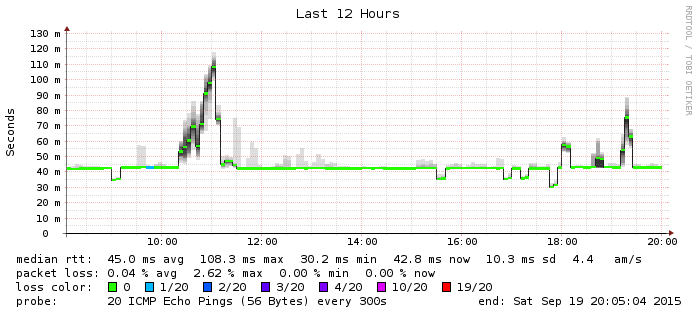 Last 12 Hours
RRDTOOL / TOBI OETIKER
Seconds
130 m
120 m
110 m
100 m
90 m
80 m
70 m
60 m
50 m
40 m
30 m
20 m
10 m
0 m
10:00 12:00 14:00 16:00 18:00 20:00
median rtt: 45.0 ms avg 108.3 ms max 30.2 ms min 42.8 ms now 10.3 ms sd 4.4 am/s
packet loss: 0.04 % avg 2.62 % max 0.00 % min 0.00 % now
loss color: 0 1/20 2/20 3/20 4/20 10/20 19/20
probe: 20 ICMP Echo Pings (56 Bytes) every 300s end: Sat Sep 19 20:05:04 2015